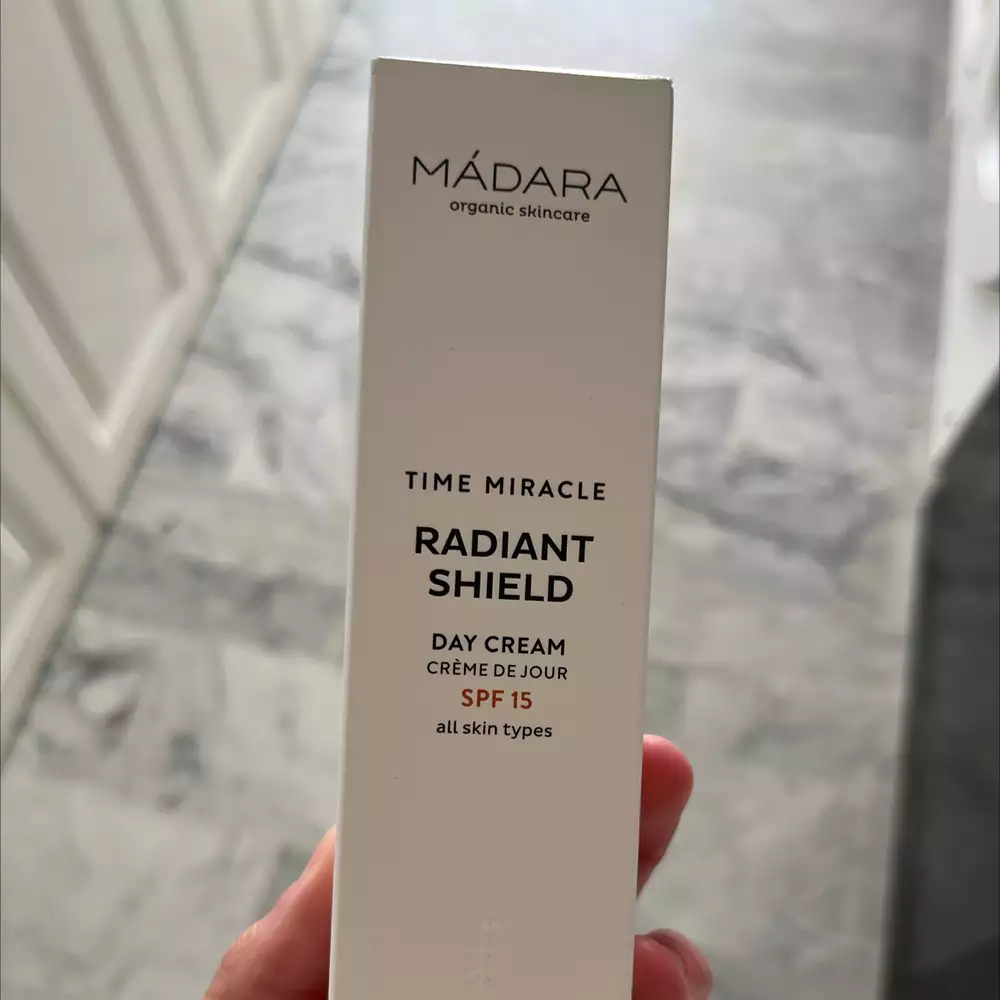 MÁDARA
organic skincare
TIME MIRACLE
RADIANT
SHIELD
DAY CREAM
CRÈME DE JOUR
SPF 15
all skin types